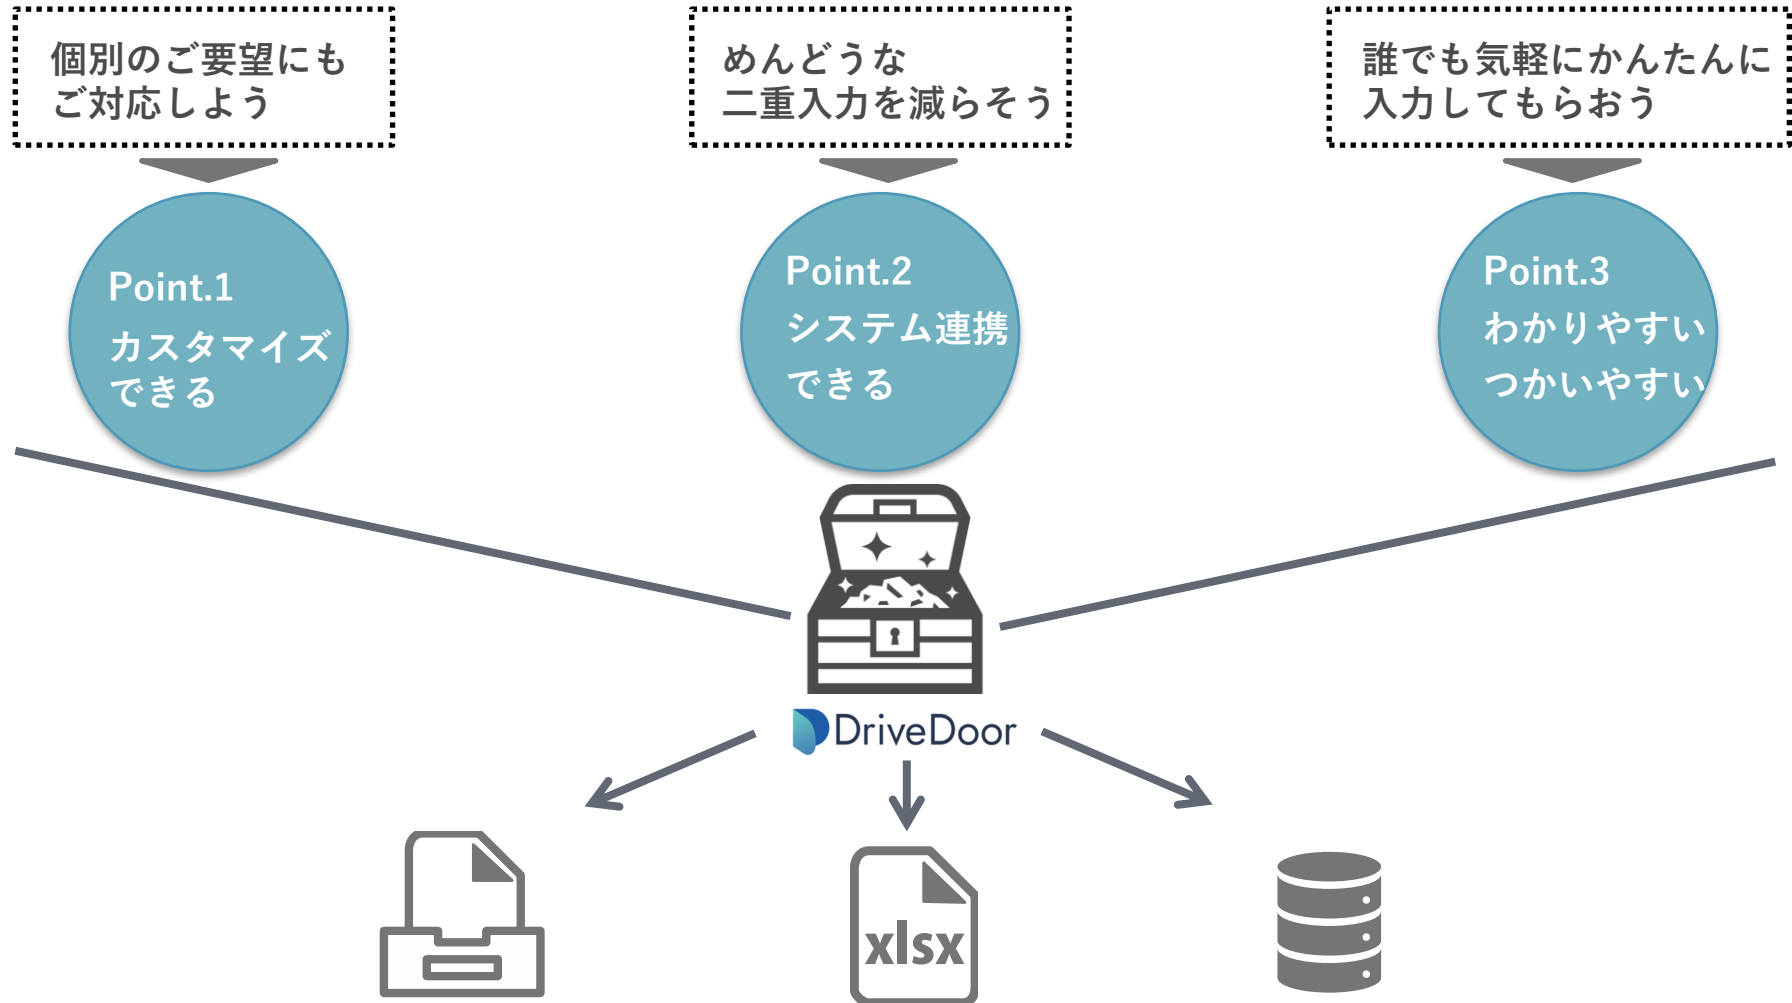 個別のご要望にも
ご対応しよう
めんどうな
二重入力を減らそう
誰でも気軽にかんたんに
入力してもらおう
Point.1
カスタマイズ
できる
Point.2
システム連携
できる
Point.3
わかりやすい
つかいやすい
DriveDoor
xlsx